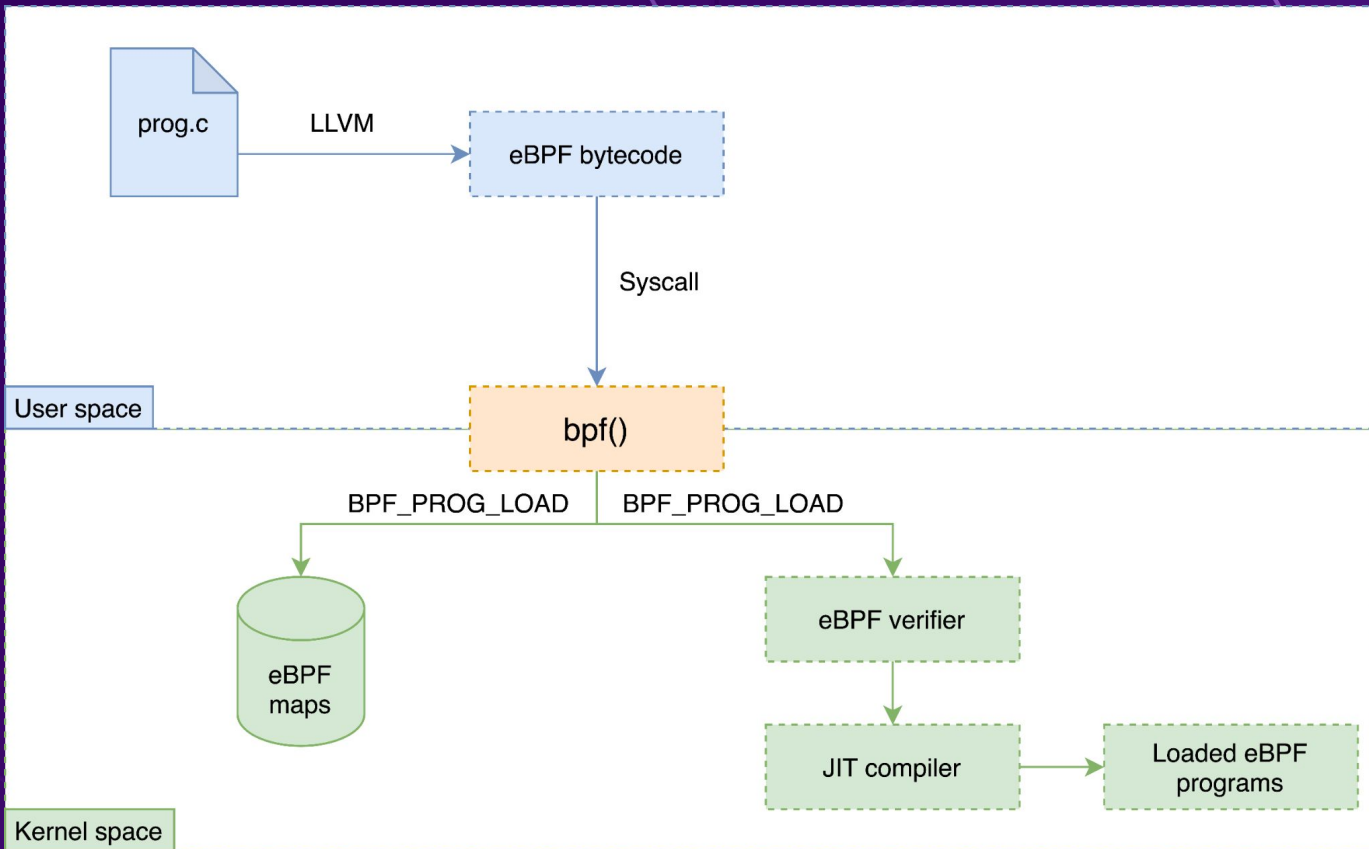 prog.c
LLVM
eBPF bytecode
Syscall
User space
bpf()
BPF_PROG_LOAD
BPF_PROG_LOAD
eBPF verifier
eBPF
maps
JIT compiler
Loaded eBPF
programs
Kernel space